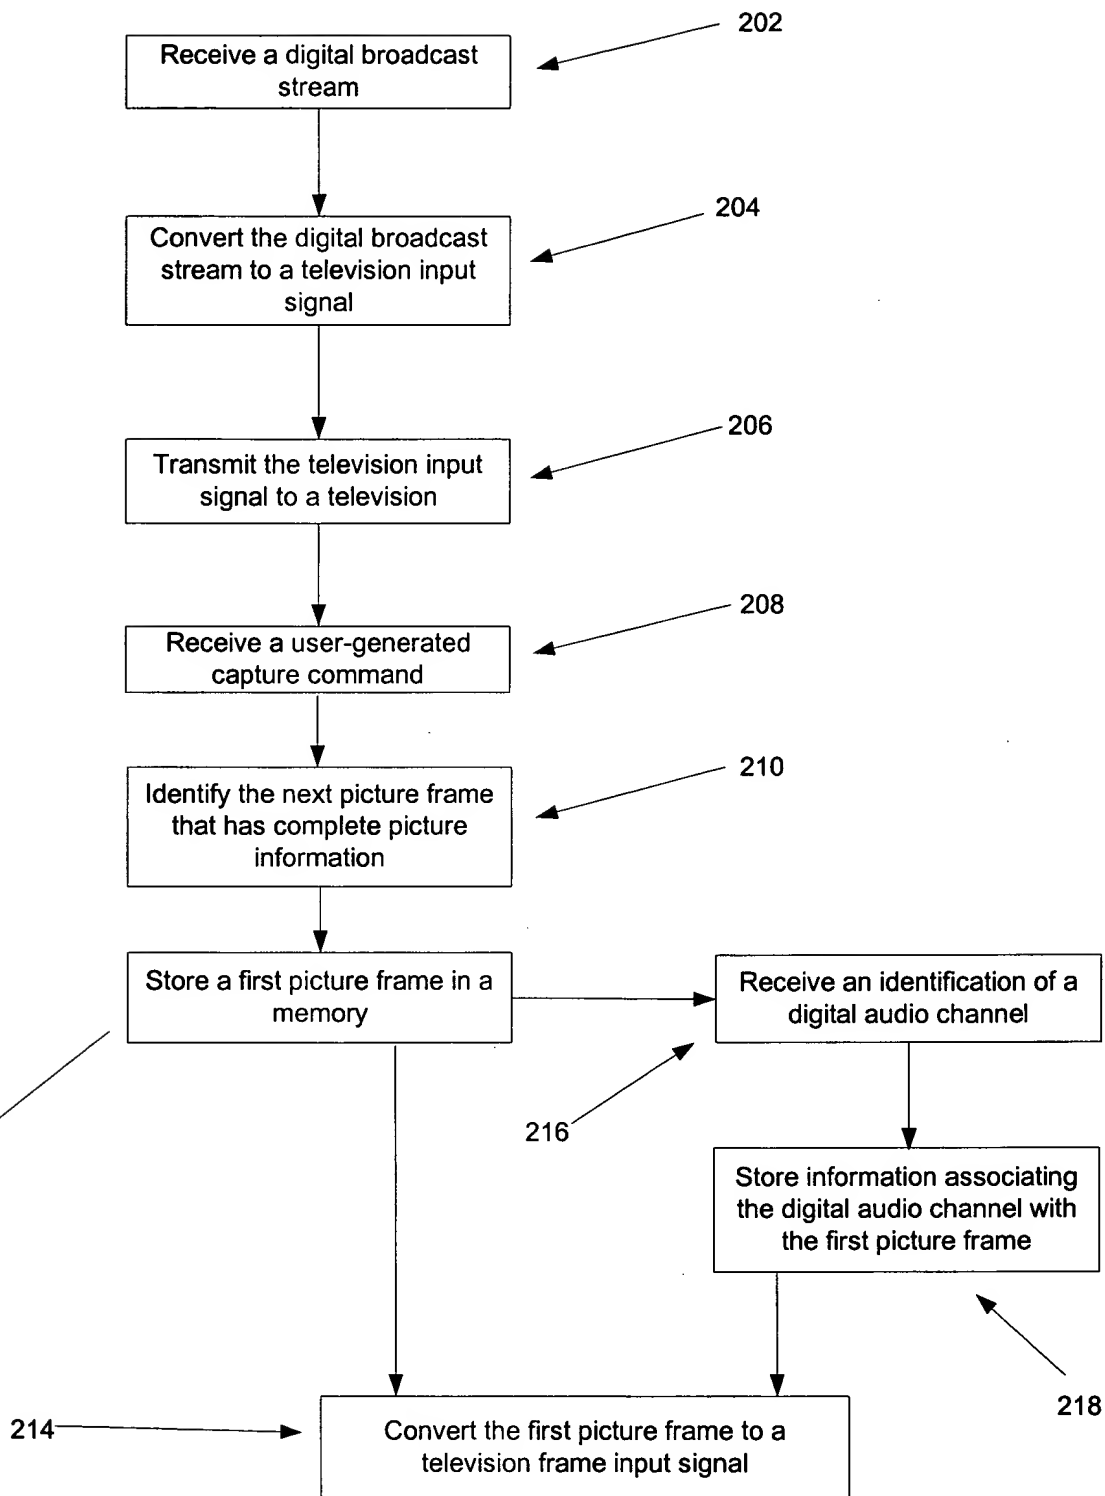 202
Receive a digital broadcast
stream
204
Convert the digital broadcast
stream to a television input
signal
206
Transmit the television input
signal to a television
208
Receive a user-generated
capture command
210
Identify the next picture frame
that has complete picture
information
Store a first picture frame in a
memory
Receive an identification of a
digital audio channel
216
Store information associating
the digital audio channel with
the first picture frame
218
214
Convert the first picture frame to a
television frame input signal